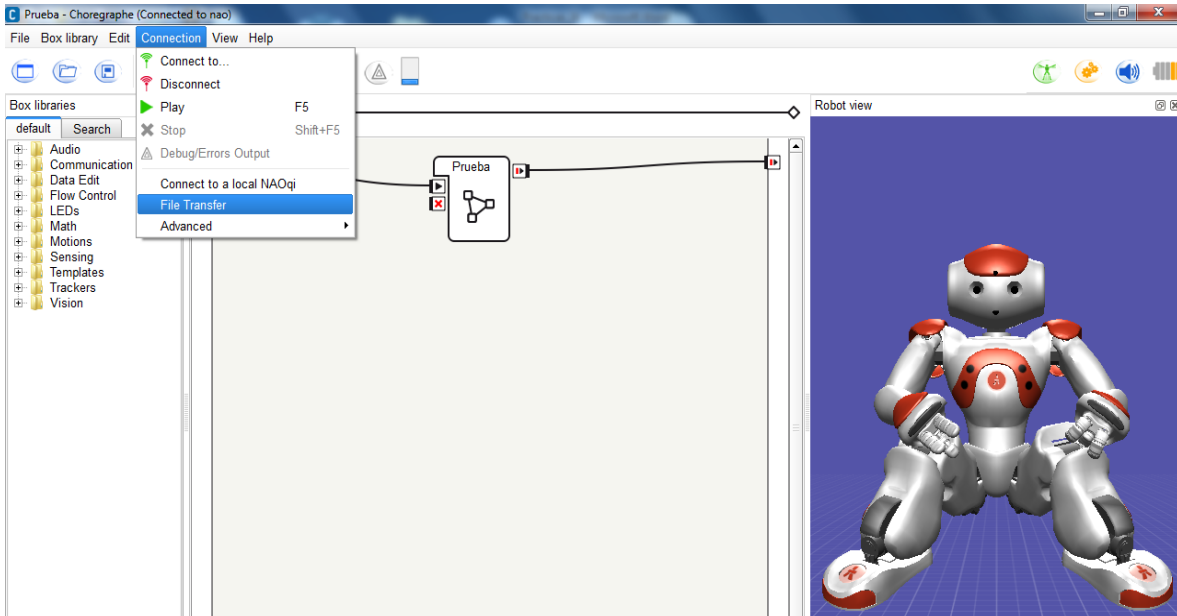 Prueba - Choregraphe (Connected to nao)
File Box library Edit Connection View Help
Connect to...
Disconnect
Play F5
Stop Shift+F5
Debug/Errors Output
Connect to a local NAOqi
File Transfer
Advanced
Box libraries
default Search
Audio
Communication
Data Edit
Flow Control
LEDs
Math
Motions
Sensing
Templates
Trackers
Vision
Prueba
Robot view